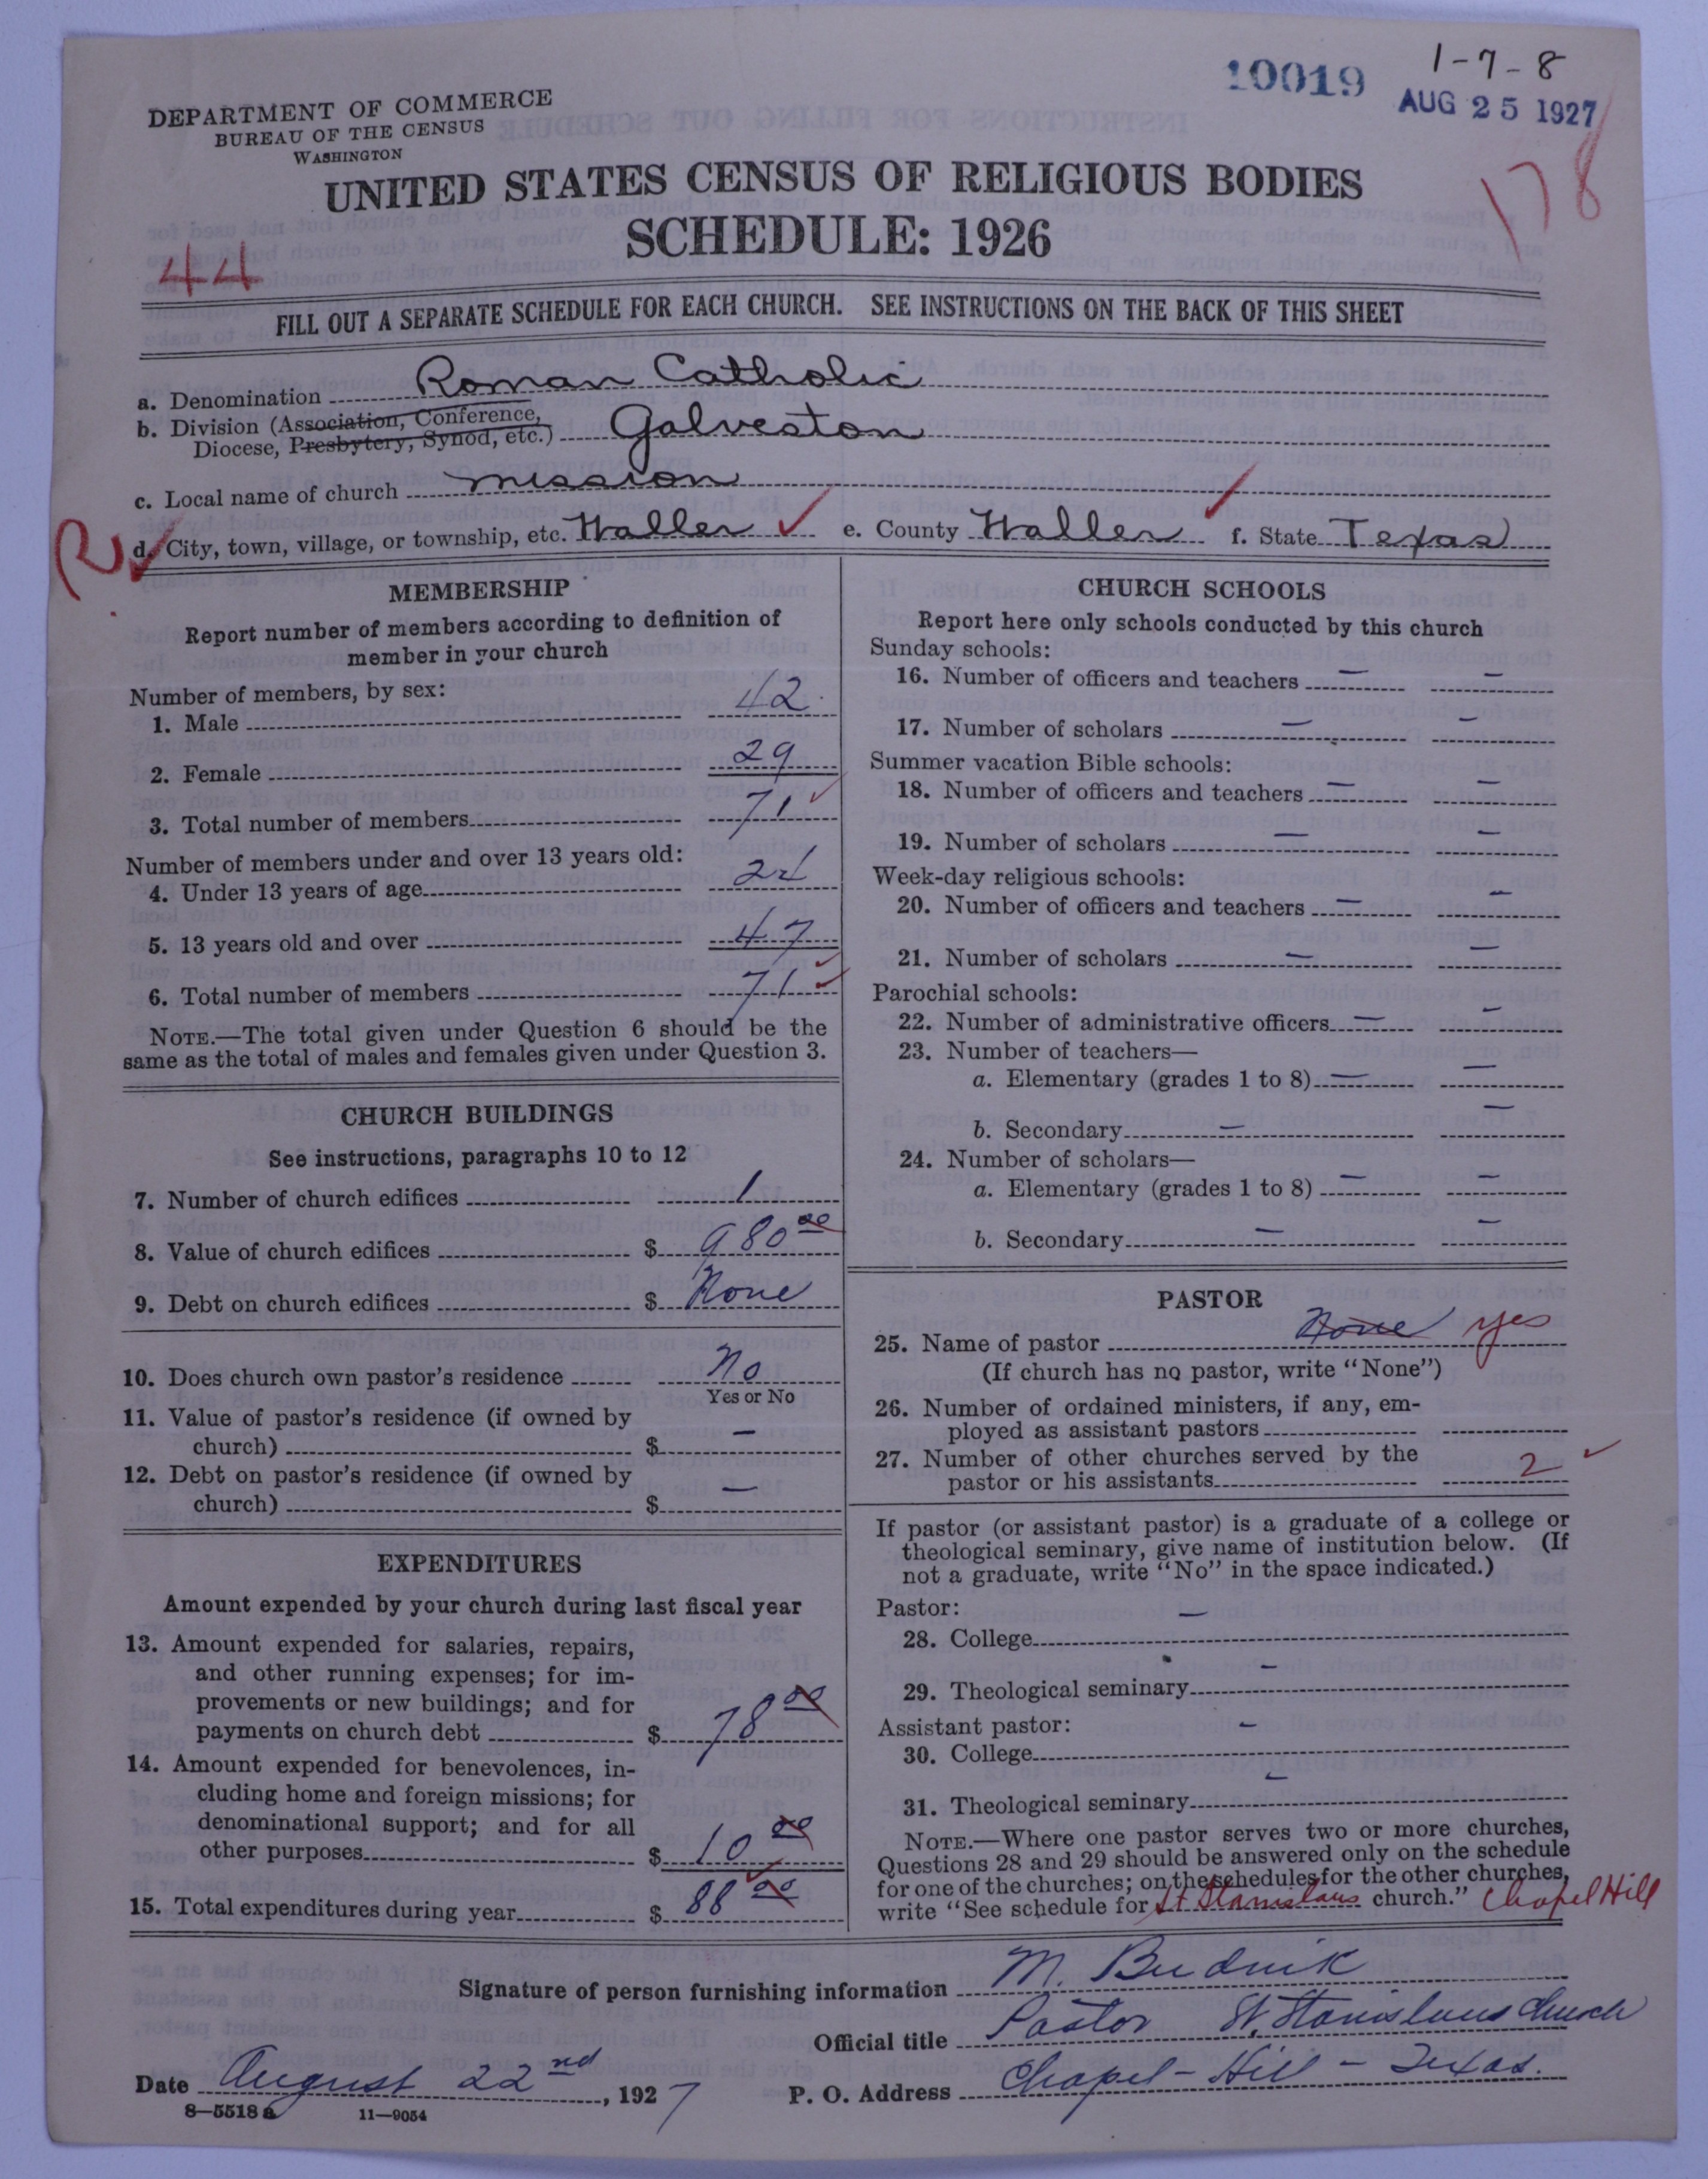 10019
1-7-8
AUG 25 1927
178
DEPARTMENT OF COMMERCE
BUREAU OF THE CENSUS
WASHINGTON
UNITED STATES CENSUS OF RELIGIOUS BODIES
SCHEDULE: 1926
44
FILL OUT A SEPARATE SCHEDULE FOR EACH CHURCH. SEE INSTRUCTIONS ON THE BACK OF THIS SHEET
a. Denomination Roman Catholic
b. Division (Association, Conference,
Diocese, Presbytery, Synod, etc.) Galveston
c. Local name of church mission
R d. City, town, village, or township, etc. Waller e. County Waller f. State Texas
MEMBERSHIP
Report number of members according to definition of
member in your church
Number of members, by sex:
1. Male 42
2. Female 29
3. Total number of members 71
Number of members under and over 13 years old:
4. Under 13 years of age 24
5. 13 years old and over 47
6. Total number of members 71
NOTE.—The total given under Question 6 should be the
same as the total of males and females given under Question 3.
CHURCH BUILDINGS
See instructions, paragraphs 10 to 12
7. Number of church edifices 1
8. Value of church edifices $ 980 00
9. Debt on church edifices $ None
10. Does church own pastor's residence No
Yes or No
11. Value of pastor's residence (if owned by
church) $ —
12. Debt on pastor's residence (if owned by
church) $ —
EXPENDITURES
Amount expended by your church during last fiscal year
13. Amount expended for salaries, repairs,
and other running expenses; for im-
provements or new buildings; and for
payments on church debt $ 78 00
14. Amount expended for benevolences, in-
cluding home and foreign missions; for
denominational support; and for all
other purposes $ 10 00
15. Total expenditures during year $ 88 00
CHURCH SCHOOLS
Report here only schools conducted by this church
Sunday schools:
16. Number of officers and teachers — —
17. Number of scholars — —
Summer vacation Bible schools:
18. Number of officers and teachers — —
19. Number of scholars — —
Week-day religious schools:
20. Number of officers and teachers — —
21. Number of scholars — —
Parochial schools:
22. Number of administrative officers — —
23. Number of teachers—
a. Elementary (grades 1 to 8) — —
b. Secondary — —
24. Number of scholars—
a. Elementary (grades 1 to 8) — —
b. Secondary — —
PASTOR
25. Name of pastor None yes
(If church has no pastor, write "None")
26. Number of ordained ministers, if any, em-
ployed as assistant pastors
27. Number of other churches served by the
pastor or his assistants 2
If pastor (or assistant pastor) is a graduate of a college or
theological seminary, give name of institution below. (If
not a graduate, write "No" in the space indicated.)
Pastor:
28. College —
29. Theological seminary —
Assistant pastor:
30. College —
31. Theological seminary —
NOTE.—Where one pastor serves two or more churches,
Questions 28 and 29 should be answered only on the schedule
for one of the churches; on the schedules for the other churches,
write "See schedule for St. Stanislaus church." Chapel Hill
Signature of person furnishing information M. Budnik
Official title Pastor St. Stanislaus Church
Date August 22nd, 1927 P. O. Address Chapel-Hill - Texas.
8—5518 a 11—9054